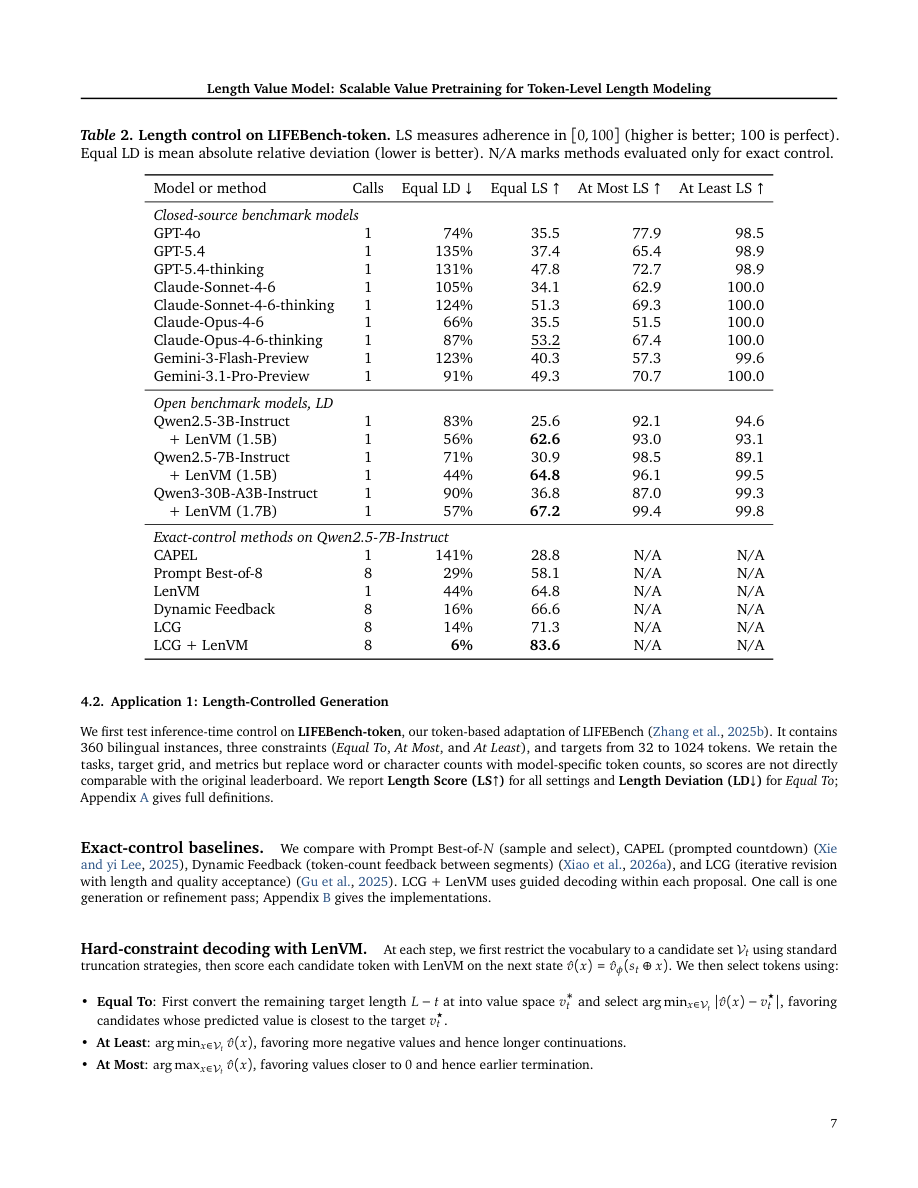 Length Value Model: Scalable Value Pretraining for Token-Level Length Modeling
Table 2. Length control on LIFEBench-token. LS measures adherence in [0, 100] (higher is better; 100 is perfect).
Equal LD is mean absolute relative deviation (lower is better). N/A marks methods evaluated only for exact control.
Model or method Calls Equal LD ↓ Equal LS ↑ At Most LS ↑ At Least LS ↑
Closed-source benchmark models
GPT-4o 1 74% 35.5 77.9 98.5
GPT-5.4 1 135% 37.4 65.4 98.9
GPT-5.4-thinking 1 131% 47.8 72.7 98.9
Claude-Sonnet-4-6 1 105% 34.1 62.9 100.0
Claude-Sonnet-4-6-thinking 1 124% 51.3 69.3 100.0
Claude-Opus-4-6 1 66% 35.5 51.5 100.0
Claude-Opus-4-6-thinking 1 87% 53.2 67.4 100.0
Gemini-3-Flash-Preview 1 123% 40.3 57.3 99.6
Gemini-3.1-Pro-Preview 1 91% 49.3 70.7 100.0
Open benchmark models, LD
Qwen2.5-3B-Instruct 1 83% 25.6 92.1 94.6
+ LenVM (1.5B) 1 56% 62.6 93.0 93.1
Qwen2.5-7B-Instruct 1 71% 30.9 98.5 89.1
+ LenVM (1.5B) 1 44% 64.8 96.1 99.5
Qwen3-30B-A3B-Instruct 1 90% 36.8 87.0 99.3
+ LenVM (1.7B) 1 57% 67.2 99.4 99.8
Exact-control methods on Qwen2.5-7B-Instruct
CAPEL 1 141% 28.8 N/A N/A
Prompt Best-of-8 8 29% 58.1 N/A N/A
LenVM 1 44% 64.8 N/A N/A
Dynamic Feedback 8 16% 66.6 N/A N/A
LCG 8 14% 71.3 N/A N/A
LCG + LenVM 8 6% 83.6 N/A N/A
4.2. Application 1: Length-Controlled Generation
We first test inference-time control on LIFEBench-token, our token-based adaptation of LIFEBench (Zhang et al., 2025b). It contains
360 bilingual instances, three constraints (Equal To, At Most, and At Least), and targets from 32 to 1024 tokens. We retain the
tasks, target grid, and metrics but replace word or character counts with model-specific token counts, so scores are not directly
comparable with the original leaderboard. We report Length Score (LS↑) for all settings and Length Deviation (LD↓) for Equal To;
Appendix A gives full definitions.
Exact-control baselines. We compare with Prompt Best-of-N (sample and select), CAPEL (prompted countdown) (Xie
and yi Lee, 2025), Dynamic Feedback (token-count feedback between segments) (Xiao et al., 2026a), and LCG (iterative revision
with length and quality acceptance) (Gu et al., 2025). LCG + LenVM uses guided decoding within each proposal. One call is one
generation or refinement pass; Appendix B gives the implementations.
Hard-constraint decoding with LenVM. At each step, we first restrict the vocabulary to a candidate set 𝒱ₜ using standard
truncation strategies, then score each candidate token with LenVM on the next state v̂(x) = v̂_ϕ(sₜ ⊕ x). We then select tokens using:
• Equal To: First convert the remaining target length L − t at into value space vₜ* and select arg min_{x∈𝒱ₜ} |v̂(x) − vₜ★|, favoring
candidates whose predicted value is closest to the target vₜ★.
• At Least: arg min_{x∈𝒱ₜ} v̂(x), favoring more negative values and hence longer continuations.
• At Most: arg max_{x∈𝒱ₜ} v̂(x), favoring values closer to 0 and hence earlier termination.
7